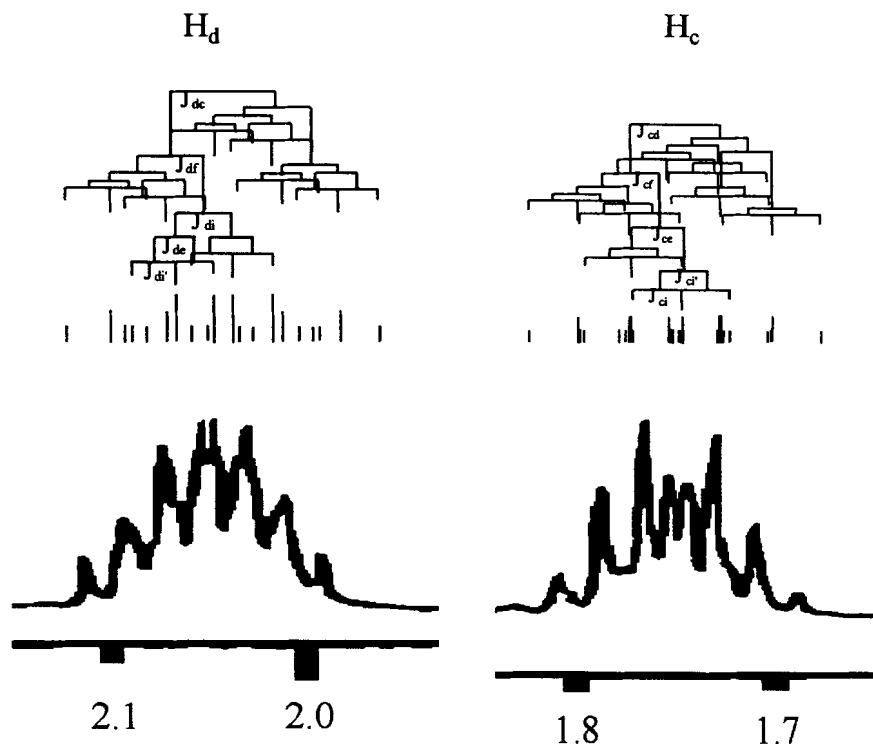 H_d H_c
J_dc
J_cd
J_df
J_cf
J_di
J_de
J_ce
J_di'
J_ci'
J_ci
2.1 2.0
1.8 1.7